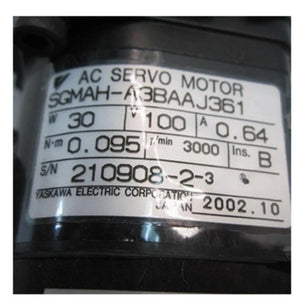 AC SERVO MOTOR
SGMAH-A3BAAJ361
W 30 V 100 A 0.64
N-m 0.095 r/min 3000 Ins. B
S/N 210908-2-3
YASKAWA ELECTRIC CORPORATION
JAPAN 2002.10